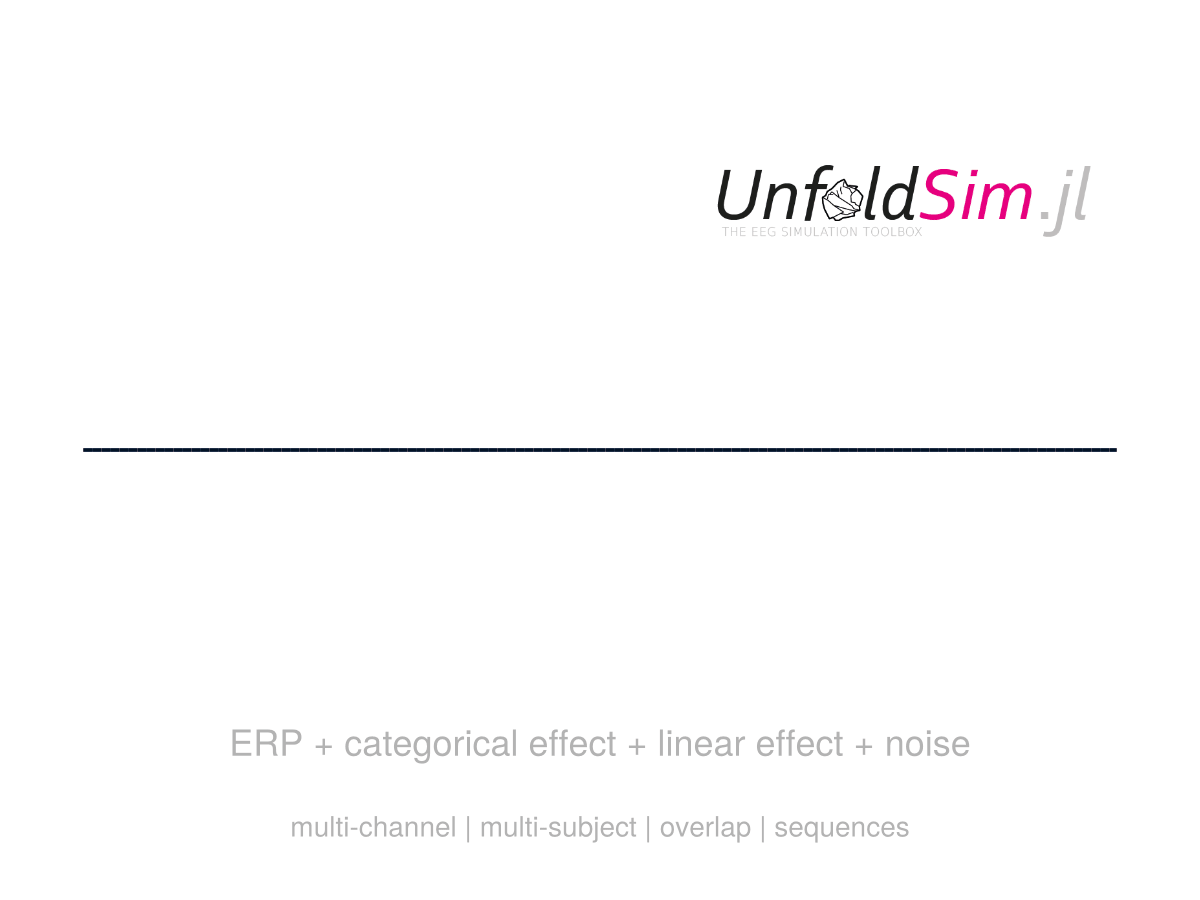 UnfoldSim.jl
THE EEG SIMULATION TOOLBOX
ERP + categorical effect + linear effect + noise
multi-channel | multi-subject | overlap | sequences